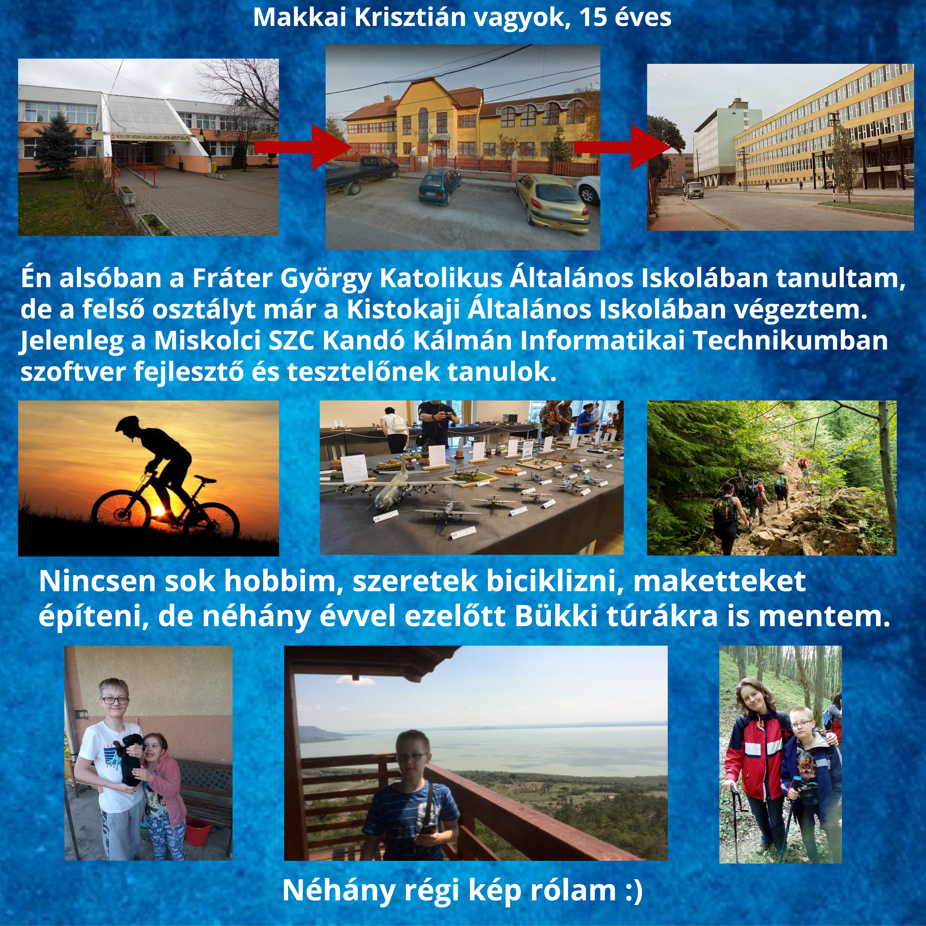 Makkai Krisztián vagyok, 15 éves
Én alsóban a Fráter György Katolikus Általános Iskolában tanultam,
de a felső osztályt már a Kistokaji Általános Iskolában végeztem.
Jelenleg a Miskolci SZC Kandó Kálmán Informatikai Technikumban
szoftver fejlesztő és tesztelőnek tanulok.
Nincsen sok hobbim, szeretek biciklizni, maketteket
építeni, de néhány évvel ezelőtt Bükki túrákra is mentem.
Néhány régi kép rólam :)